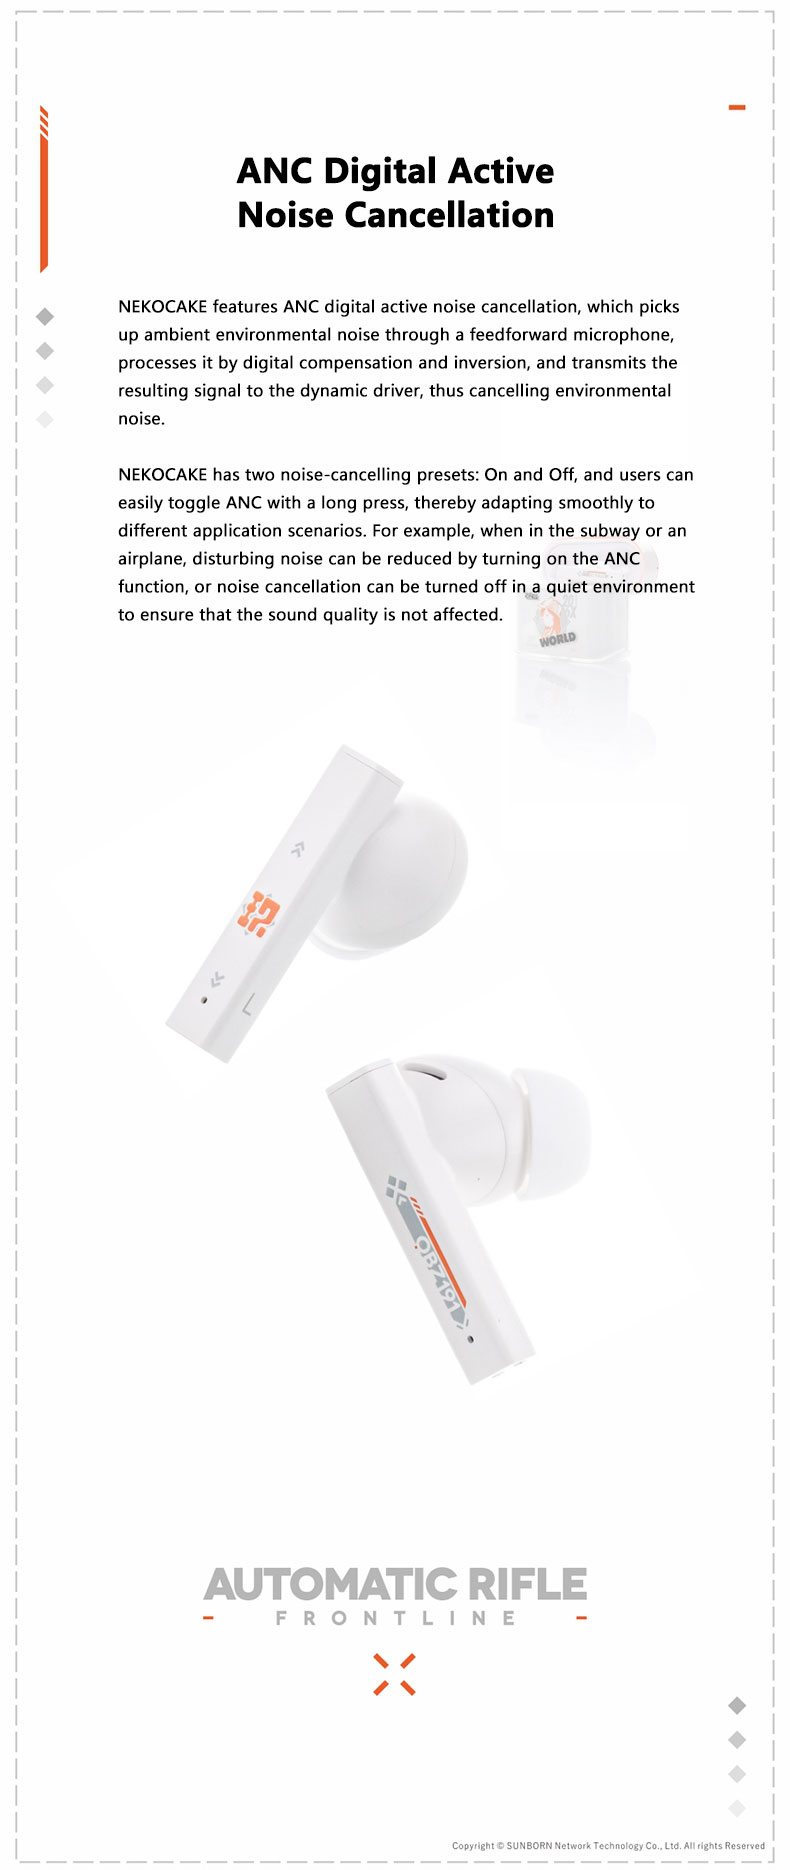 ANC Digital Active
Noise Cancellation
NEKOCAKE features ANC digital active noise cancellation, which picks
up ambient environmental noise through a feedforward microphone,
processes it by digital compensation and inversion, and transmits the
resulting signal to the dynamic driver, thus cancelling environmental
noise.
NEKOCAKE has two noise-cancelling presets: On and Off, and users can
easily toggle ANC with a long press, thereby adapting smoothly to
different application scenarios. For example, when in the subway or an
airplane, disturbing noise can be reduced by turning on the ANC
function, or noise cancellation can be turned off in a quiet environment
to ensure that the sound quality is not affected.
WORLD
L
QBZ191
AUTOMATIC RIFLE
FRONTLINE
Copyright © SUNBORN Network Technology Co., Ltd. All rights Reserved